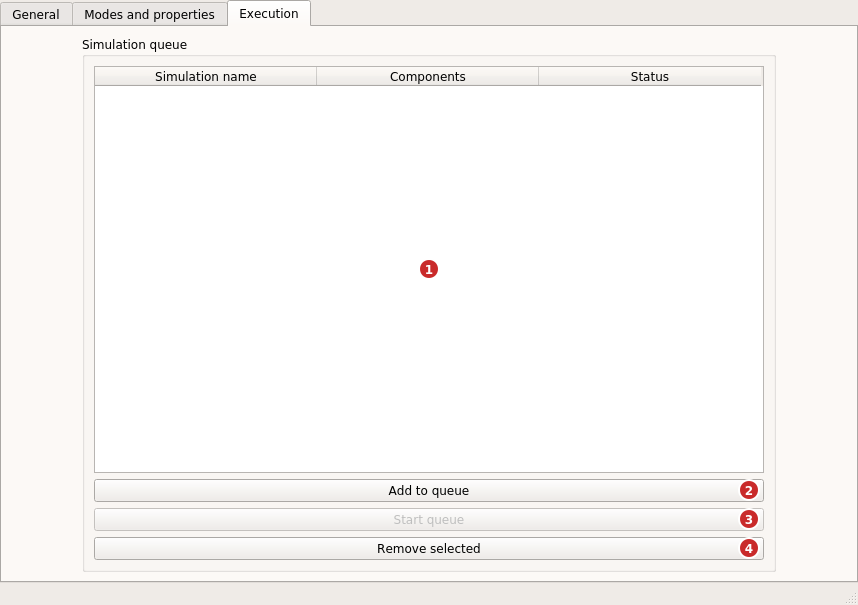 General Modes and properties Execution
Simulation queue
Simulation name Components Status
1
Add to queue 2
Start queue 3
Remove selected 4